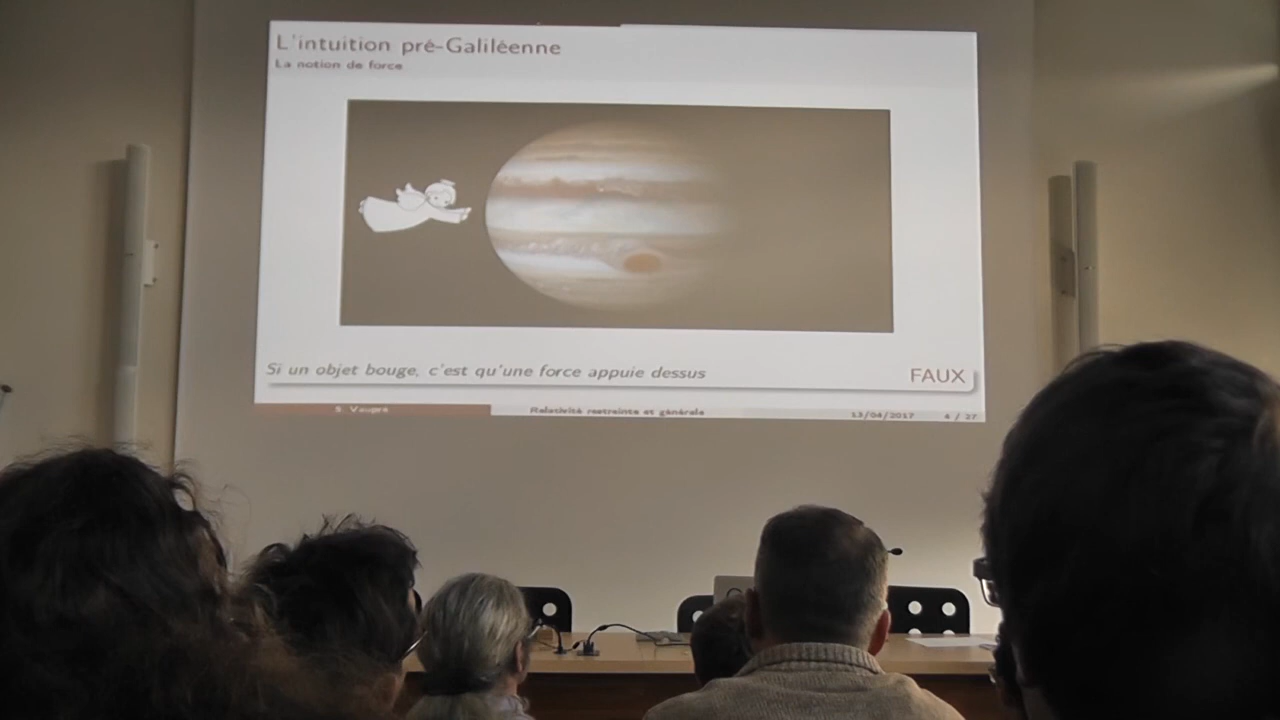 L'intuition pré-Galiléenne
La notion de force
Si un objet bouge, c'est qu'une force appuie dessus
FAUX
S. Vaupré
Relativité restreinte et générale
13/04/2017
4 / 27